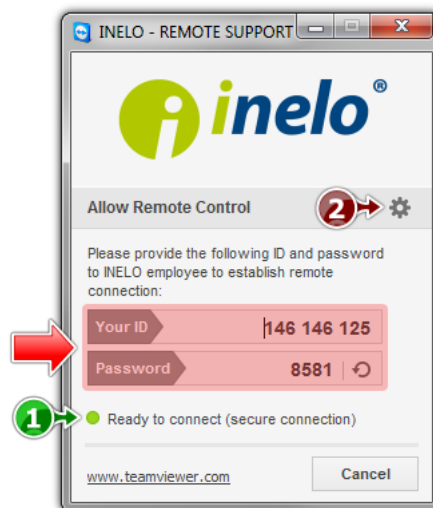 INELO - REMOTE SUPPORT
inelo®
Allow Remote Control
2
Please provide the following ID and password
to INELO employee to establish remote
connection:
Your ID 146 146 125
Password 8581
1 Ready to connect (secure connection)
www.teamviewer.com Cancel